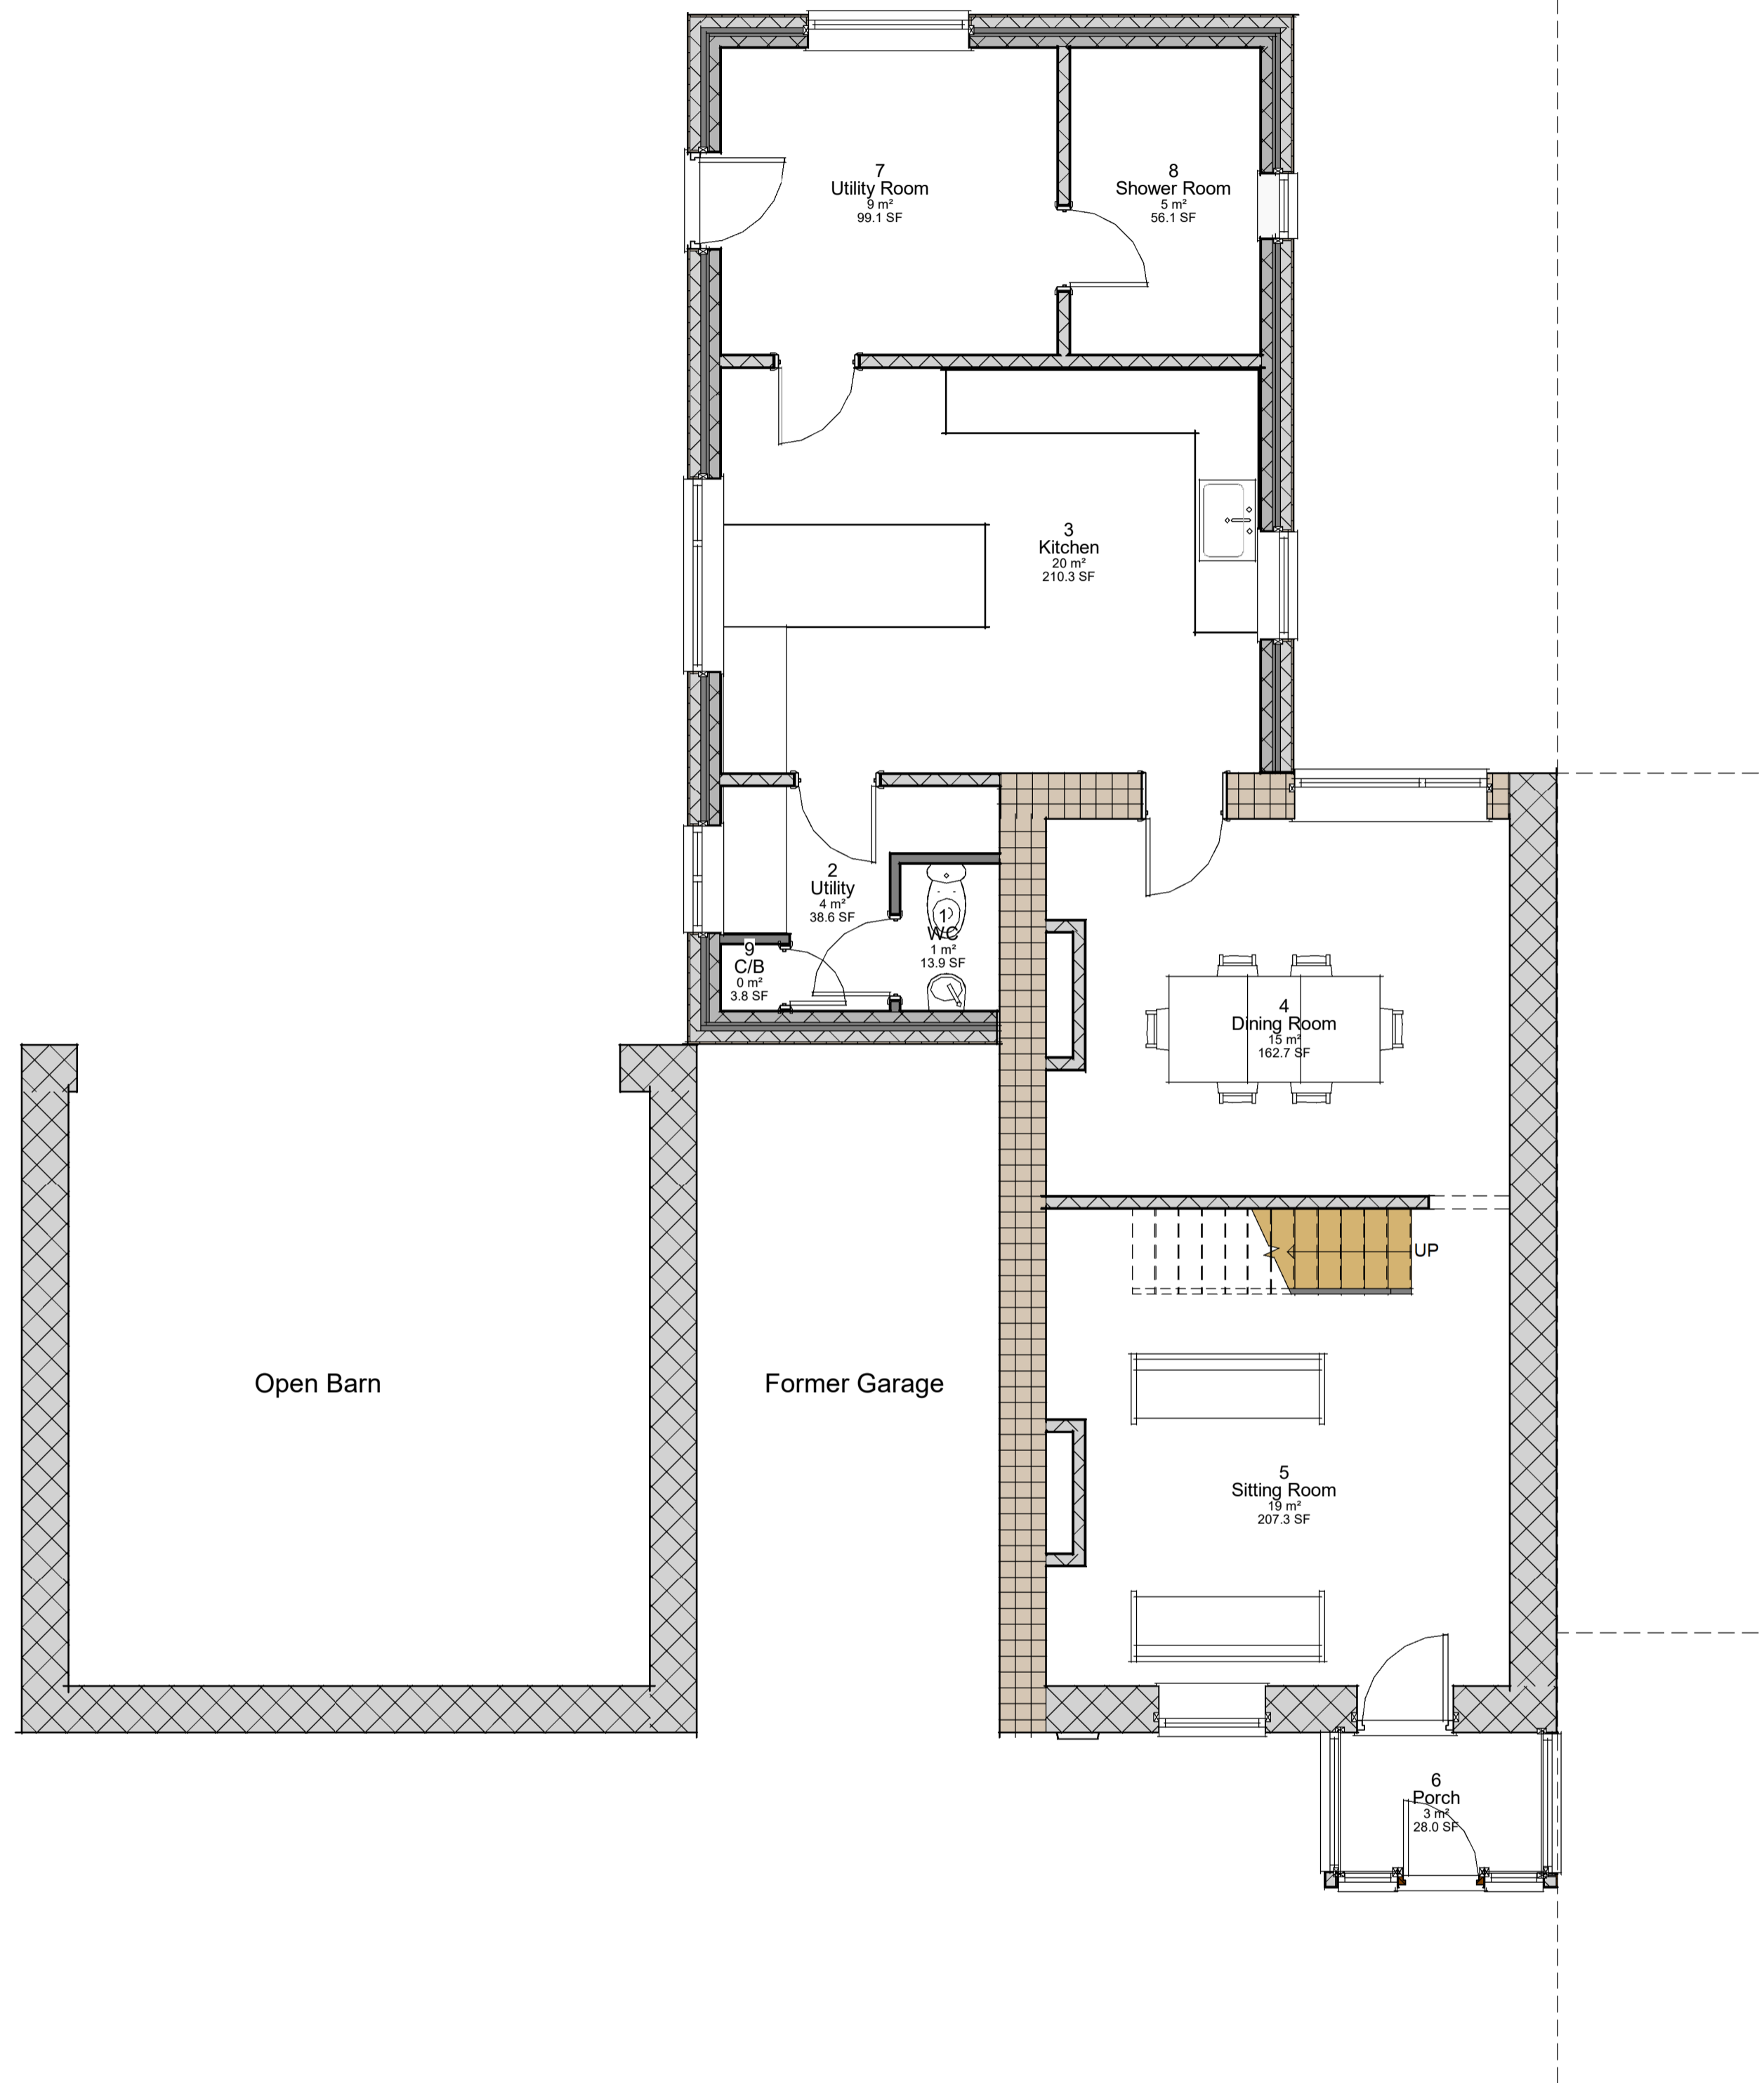 7
Utility Room
9 m²
99.1 SF
8
Shower Room
5 m²
56.1 SF
3
Kitchen
20 m²
210.3 SF
2
Utility
4 m²
38.6 SF
1
WC
1 m²
13.9 SF
9
C/B
0 m²
3.8 SF
4
Dining Room
15 m²
162.7 SF
UP
Open Barn
Former Garage
5
Sitting Room
19 m²
207.3 SF
6
Porch
3 m²
28.0 SF